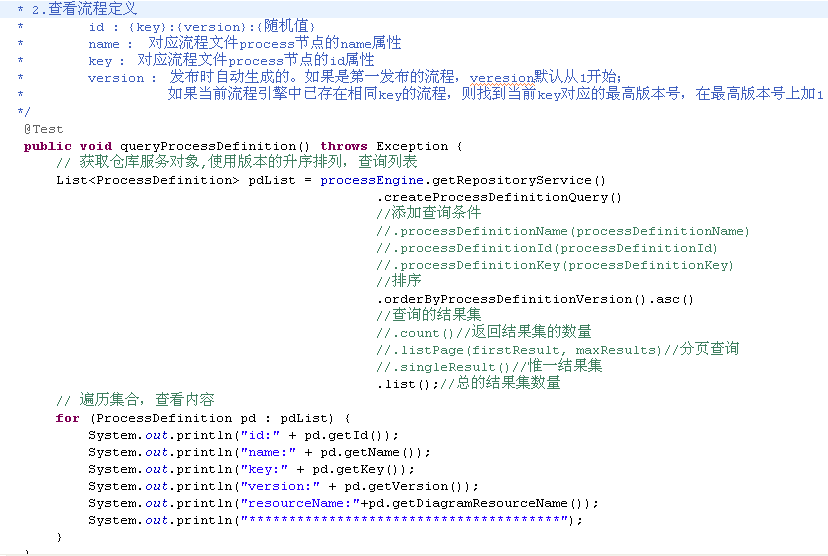 * 2.查看流程定义
* id : {key}:{version}:{随机值}
* name : 对应流程文件process节点的name属性
* key : 对应流程文件process节点的id属性
* version : 发布时自动生成的。如果是第一发布的流程，veresion默认从1开始；
* 如果当前流程引擎中已存在相同key的流程，则找到当前key对应的最高版本号，在最高版本号上加1
*/
@Test
public void queryProcessDefinition() throws Exception {
// 获取仓库服务对象,使用版本的升序排列，查询列表
List<ProcessDefinition> pdList = processEngine.getRepositoryService()
.createProcessDefinitionQuery()
//添加查询条件
//.processDefinitionName(processDefinitionName)
//.processDefinitionId(processDefinitionId)
//.processDefinitionKey(processDefinitionKey)
//排序
.orderByProcessDefinitionVersion().asc()
//查询的结果集
//.count()//返回结果集的数量
//.listPage(firstResult, maxResults)//分页查询
//.singleResult()//惟一结果集
.list();//总的结果集数量
// 遍历集合，查看内容
for (ProcessDefinition pd : pdList) {
System.out.println("id:" + pd.getId());
System.out.println("name:" + pd.getName());
System.out.println("key:" + pd.getKey());
System.out.println("version:" + pd.getVersion());
System.out.println("resourceName:"+pd.getDiagramResourceName());
System.out.println("***************************************");
}